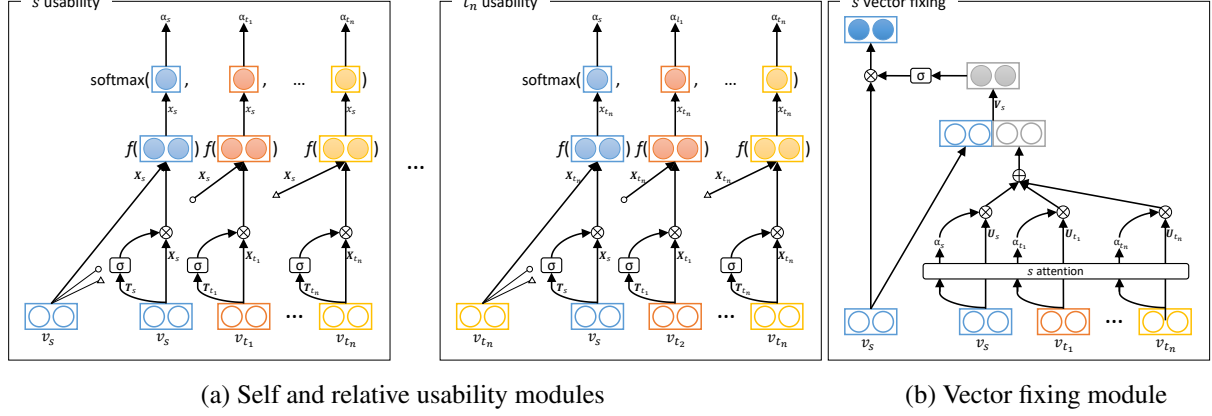 s usability
t_n usability
s vector fixing
α_s α_{t_1} α_{t_n}
softmax( , , ... )
x_s x_s x_s
f( ) f( ) f( )
X_s X_s X_s
...
σ σ σ
X_s X_{t_1} X_{t_n}
T_s T_{t_1} T_{t_n}
...
v_s v_s v_{t_1} v_{t_n}
α_s α_{t_1} α_{t_n}
softmax( , , ... )
x_{t_n} x_{t_n} x_{t_n}
f( ) f( ) f( )
X_{t_n} X_{t_n} X_{t_n}
σ σ σ
X_s X_{t_1} X_{t_n}
T_s T_{t_1} T_{t_n}
...
v_{t_n} v_s v_{t_2} v_{t_n}
σ
V_s
U_s U_{t_1} U_{t_n}
α_s α_{t_1} α_{t_n}
s attention
...
v_s v_s v_{t_1} v_{t_n}
(a) Self and relative usability modules
(b) Vector fixing module